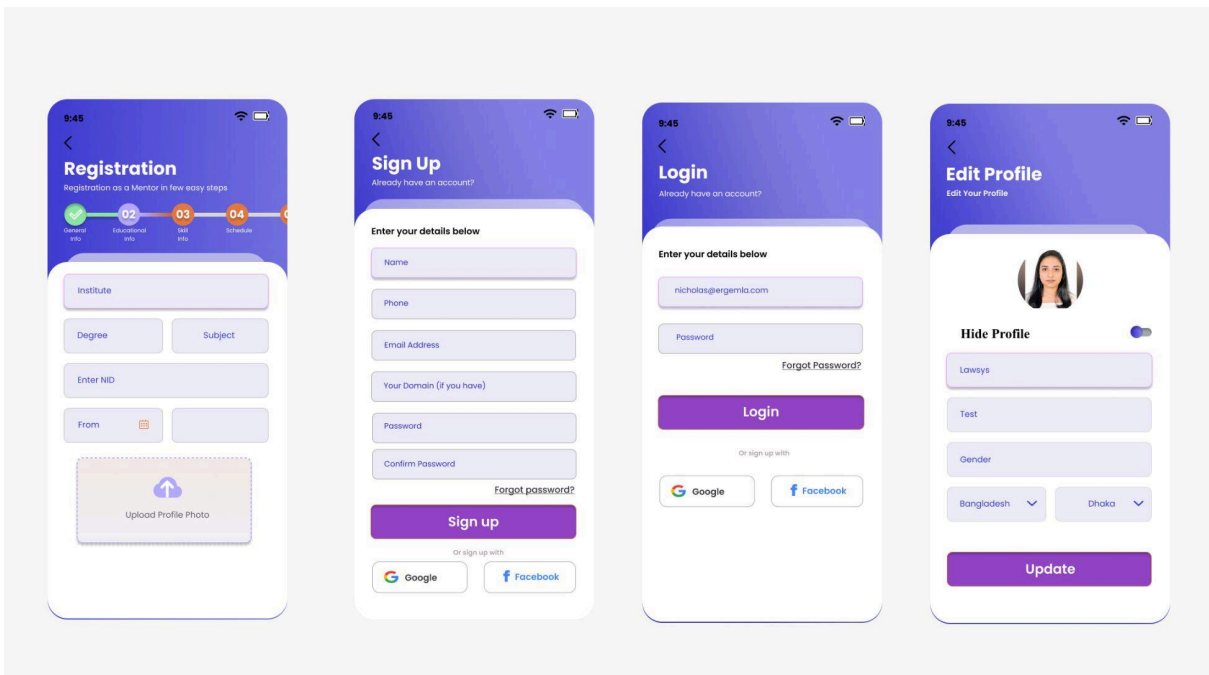 9:45
Registration
Registration as a Mentor in few easy steps
02
03
04
General Info
Educational Info
Skill Info
Schedule
Institute
Degree
Subject
Enter NID
From
Upload Profile Photo
9:45
Sign Up
Already have an account?
Enter your details below
Name
Phone
Email Address
Your Domain (if you have)
Password
Confirm Password
Forgot password?
Sign up
Or sign up with
Google
Facebook
9:45
Login
Already have an account?
Enter your details below
nicholas@ergemla.com
Password
Forgot Password?
Login
Or sign up with
Google
Facebook
9:45
Edit Profile
Edit Your Profile
Hide Profile
Lawsys
Test
Gender
Bangladesh
Dhaka
Update